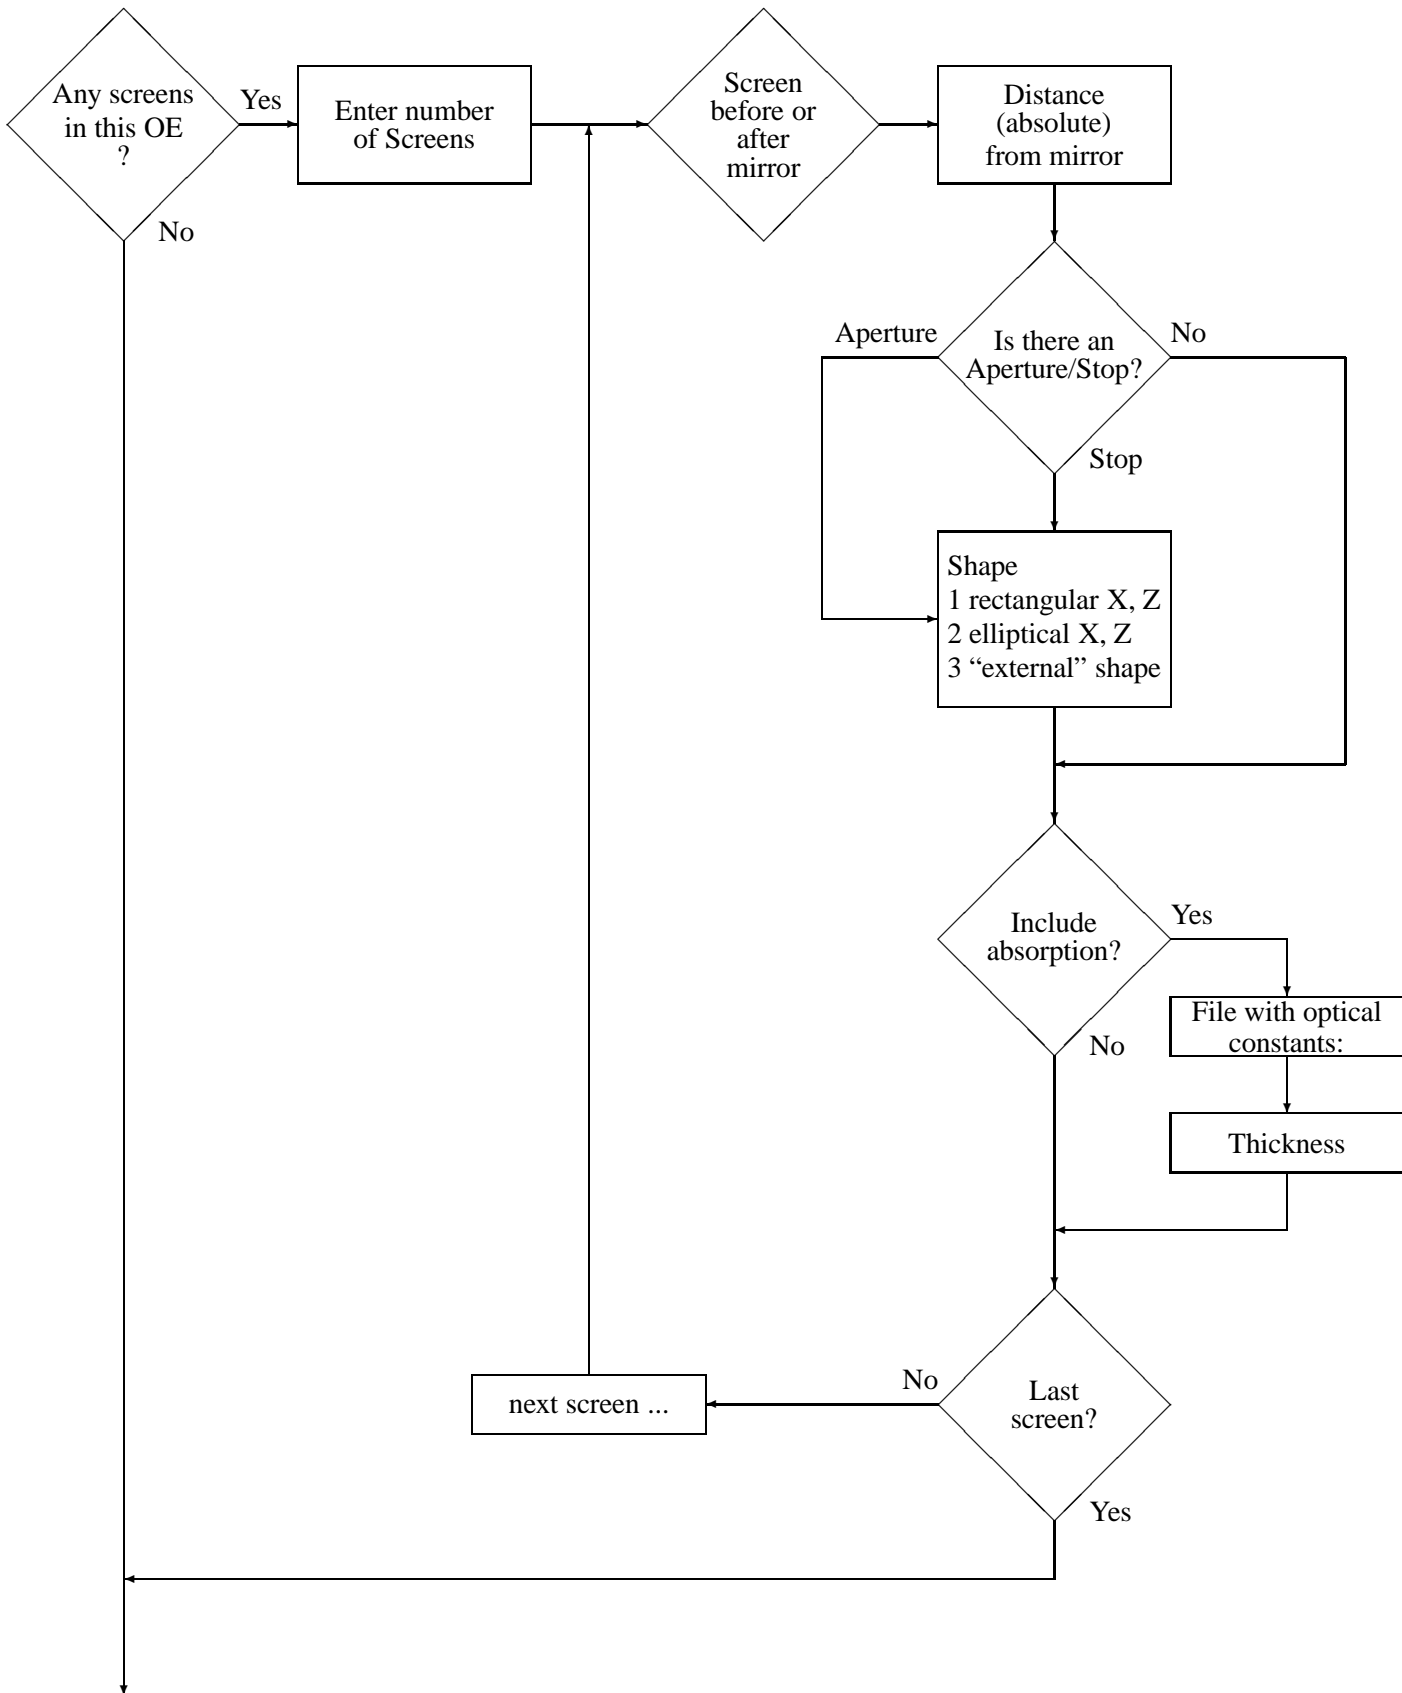 Any screens
in this OE
?
Yes
No
Enter number
of Screens
Screen
before or
after
mirror
Distance
(absolute)
from mirror
Is there an
Aperture/Stop?
Aperture
No
Stop
Shape
1 rectangular X, Z
2 elliptical X, Z
3 “external” shape
Include
absorption?
Yes
No
File with optical
constants:
Thickness
Last
screen?
No
next screen ...
Yes